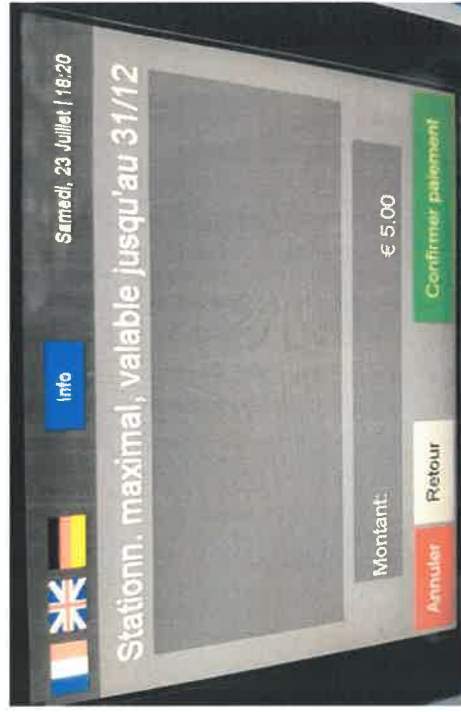 Info
Samedi, 23 Juillet | 18:20
Stationn. maximal, valable jusqu'au 31/12
Montant:
€ 5.00
Annuler
Retour
Confirmer paiement